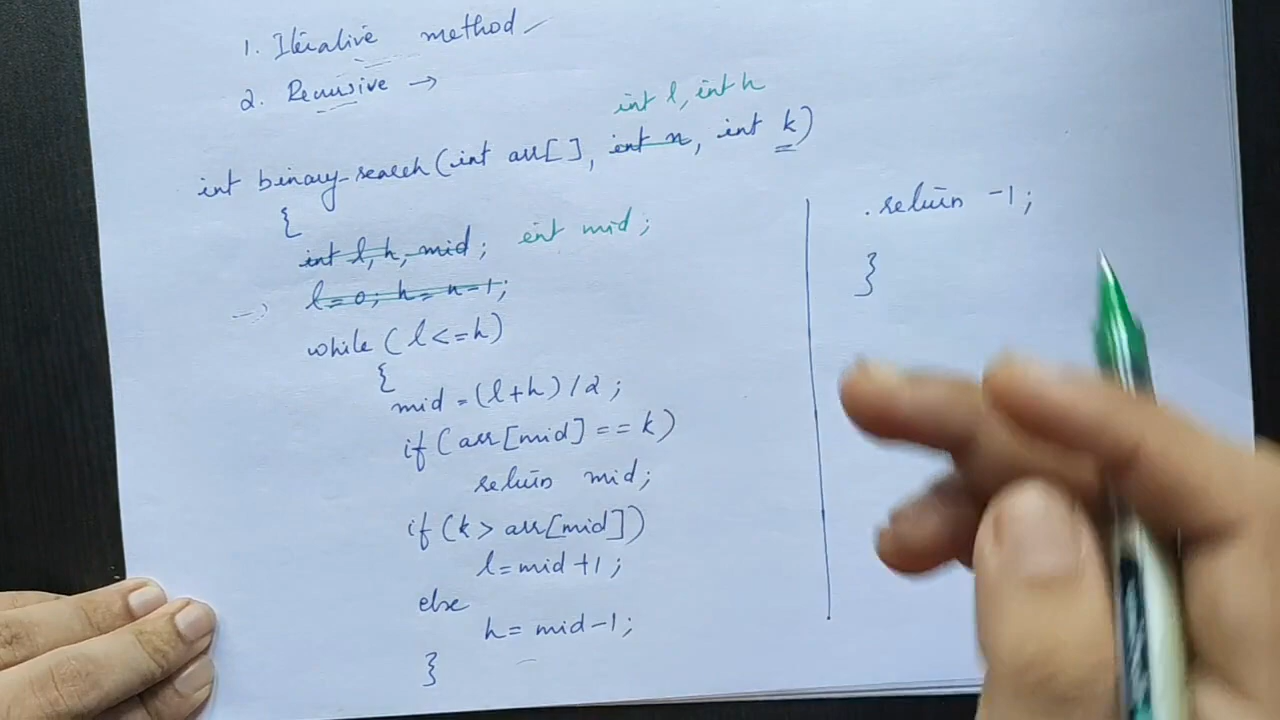 1. Iterative method
2. Recursive →
int l, int h
int binary-search(int arr[], int n, int k)
{
int l, h, mid; int mid;
→ l=0; h=n-1;
while (l<=h)
{
mid = (l+h)/2;
if (arr[mid] == k)
return mid;
if (k > arr[mid])
l=mid+1;
else
h= mid-1;
}
return -1;
}